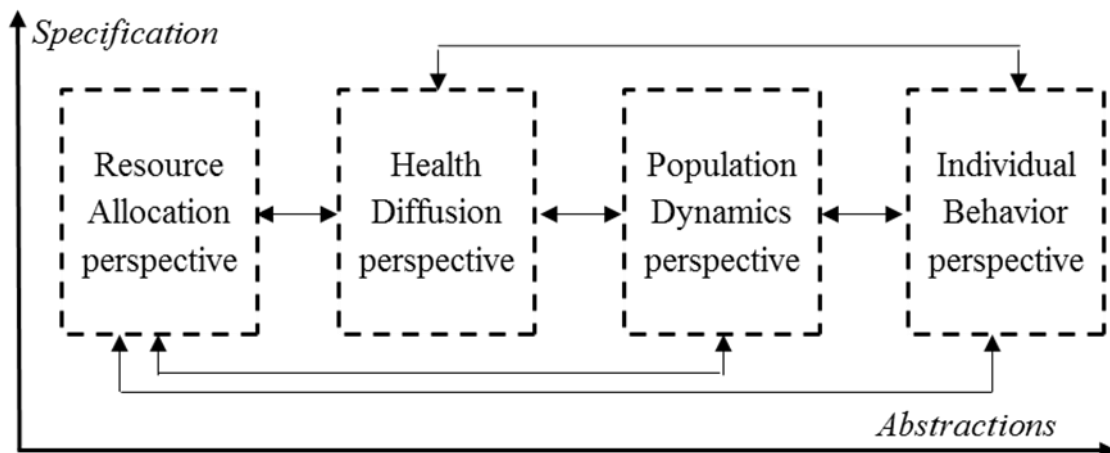 Specification
Resource
Allocation
perspective
Health
Diffusion
perspective
Population
Dynamics
perspective
Individual
Behavior
perspective
Abstractions